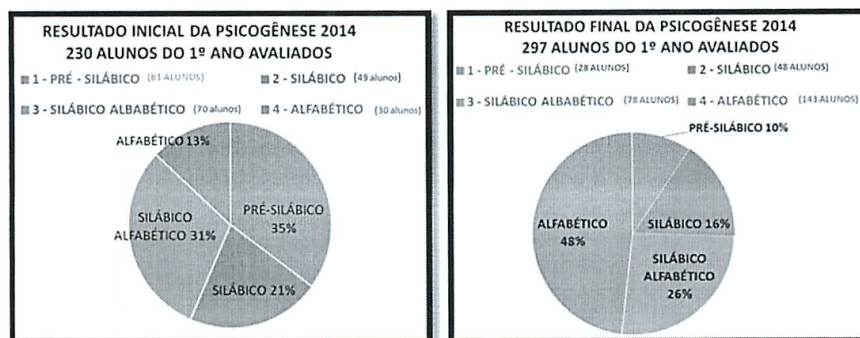 RESULTADO INICIAL DA PSICOGÊNESE 2014
230 ALUNOS DO 1º ANO AVALIADOS
1 - PRÉ - SILÁBICO (81 ALUNOS) 2 - SILÁBICO (49 alunos)
3 - SILÁBICO ALBABÉTICO (70 alunos) 4 - ALFABÉTICO (30 alunos)
ALFABÉTICO 13%
PRÉ-SILÁBICO
35%
SILÁBICO
ALFABÉTICO 31%
SILÁBICO 21%
RESULTADO FINAL DA PSICOGÊNESE 2014
297 ALUNOS DO 1º ANO AVALIADOS
1 - PRÉ - SILÁBICO (28 ALUNOS) 2 - SILÁBICO (48 ALUNOS)
3 - SILÁBICO ALBABÉTICO (78 ALUNOS) 4 - ALFABÉTICO (143 ALUNOS)
PRÉ-SILÁBICO 10%
ALFABÉTICO
48%
SILÁBICO 16%
SILÁBICO
ALFABÉTICO
26%